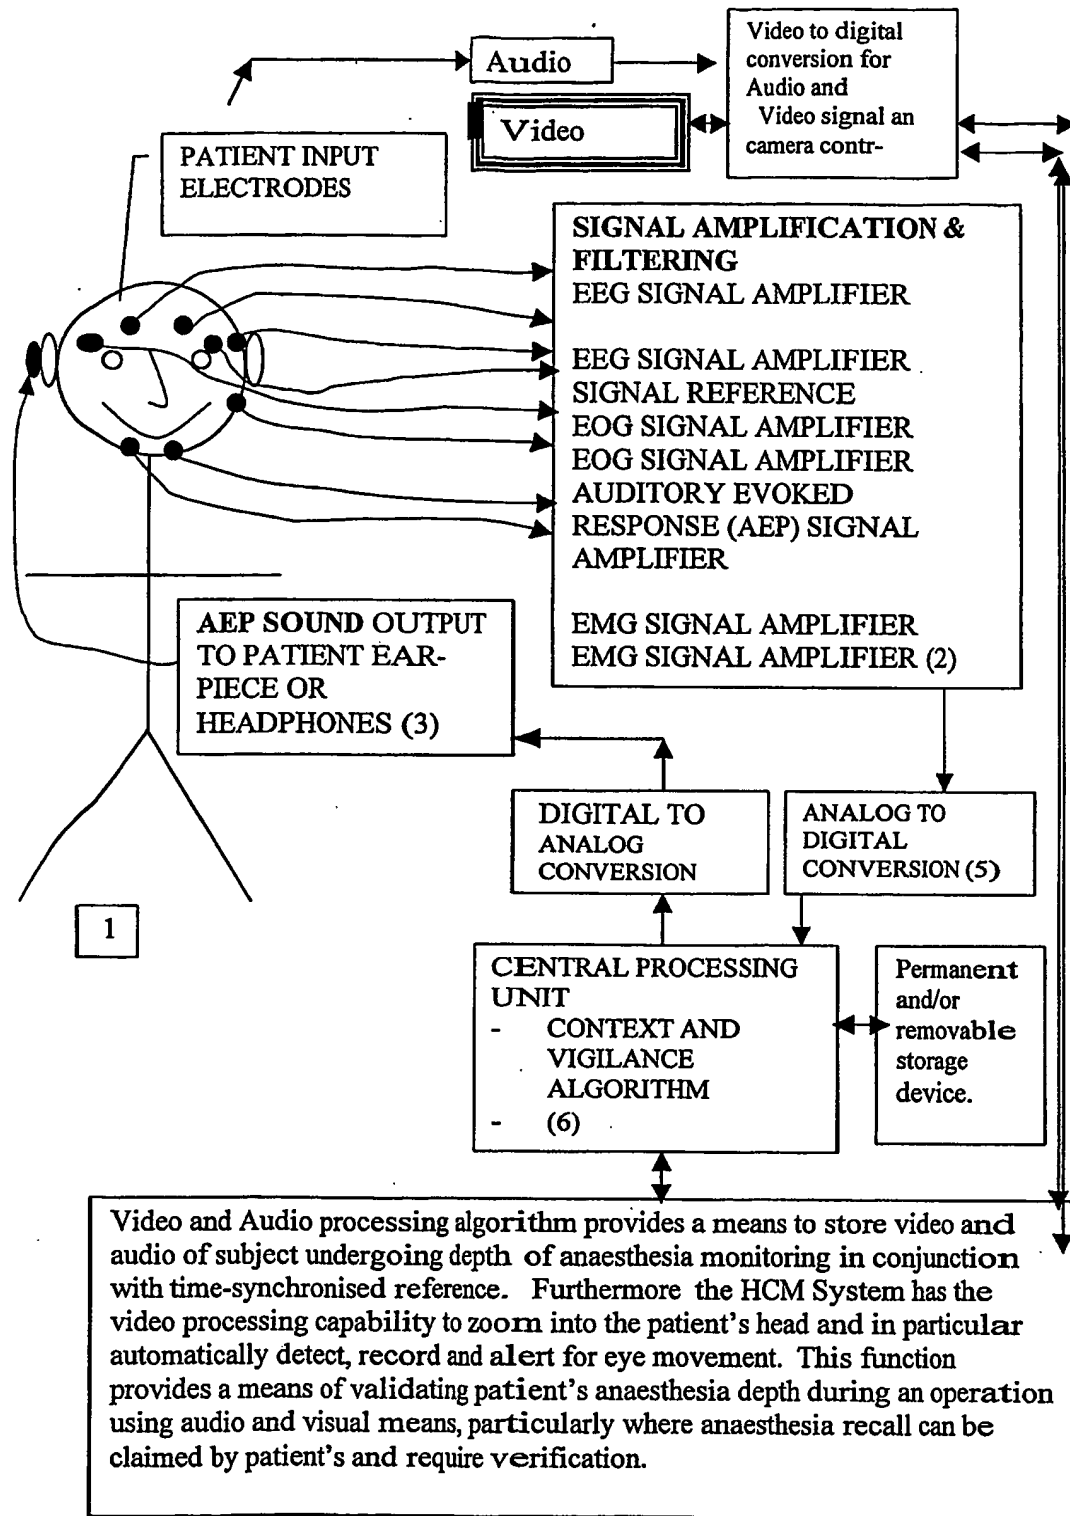 Audio
Video
Video to digital
conversion for
Audio and
Video signal an
camera contr-
PATIENT INPUT
ELECTRODES
SIGNAL AMPLIFICATION &
FILTERING
EEG SIGNAL AMPLIFIER
EEG SIGNAL AMPLIFIER
SIGNAL REFERENCE
EOG SIGNAL AMPLIFIER
EOG SIGNAL AMPLIFIER
AUDITORY EVOKED
RESPONSE (AEP) SIGNAL
AMPLIFIER
EMG SIGNAL AMPLIFIER
EMG SIGNAL AMPLIFIER (2)
AEP SOUND OUTPUT
TO PATIENT EAR-
PIECE OR
HEADPHONES (3)
DIGITAL TO
ANALOG
CONVERSION
ANALOG TO
DIGITAL
CONVERSION (5)
1
CENTRAL PROCESSING
UNIT
- CONTEXT AND
VIGILANCE
ALGORITHM
- (6)
Permanent
and/or
removable
storage
device.
Video and Audio processing algorithm provides a means to store video and
audio of subject undergoing depth of anaesthesia monitoring in conjunction
with time-synchronised reference. Furthermore the HCM System has the
video processing capability to zoom into the patient's head and in particular
automatically detect, record and alert for eye movement. This function
provides a means of validating patient's anaesthesia depth during an operation
using audio and visual means, particularly where anaesthesia recall can be
claimed by patient's and require verification.